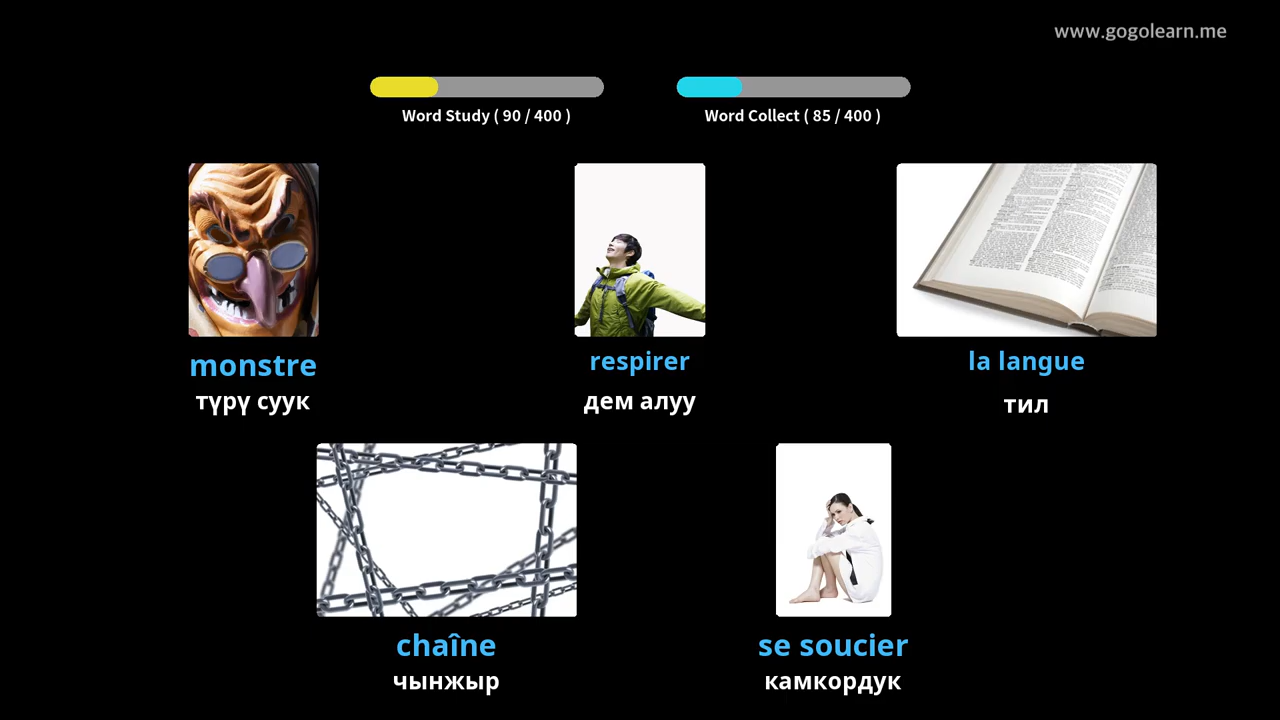 www.gogolearn.me
Word Study ( 90 / 400 )
Word Collect ( 85 / 400 )
monstre
түрү суук
respirer
дем алуу
la langue
тил
chaîne
чынжыр
se soucier
камкордук